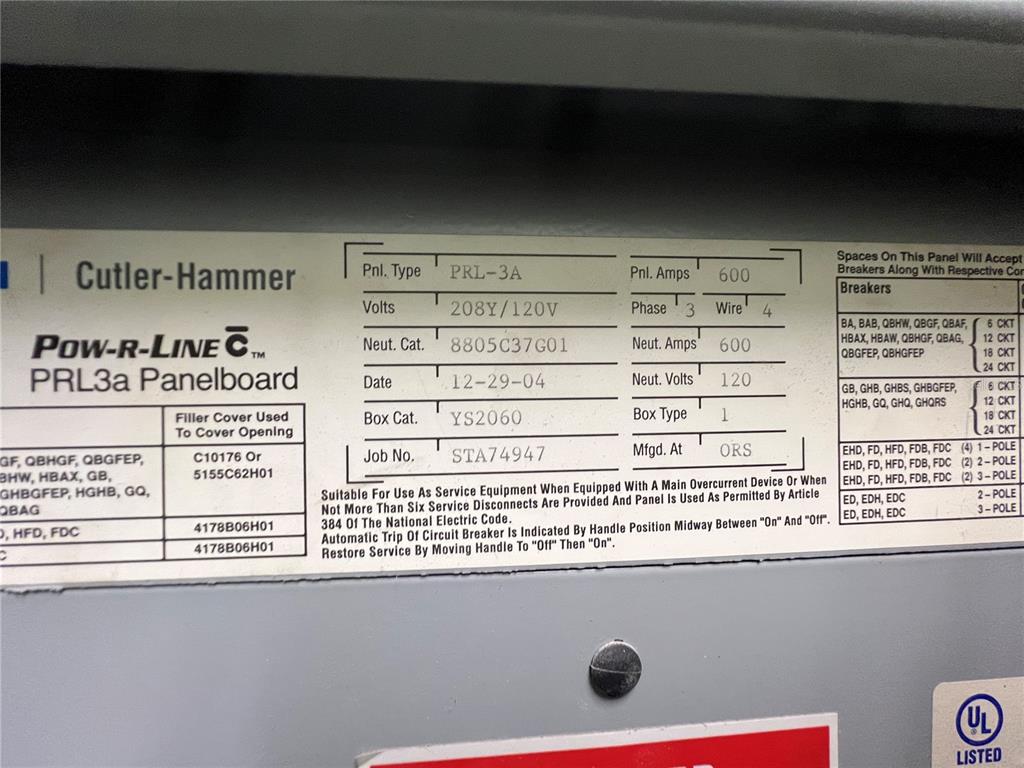 Cutler-Hammer
POW-R-LINE C™
PRL3a Panelboard
Filler Cover Used
To Cover Opening
GF, QBHGF, QBGFEP,
BHW, HBAX, GB,
GHBGFEP, HGHB, GQ,
QBAG
C10176 Or
5155C62H01
, HFD, FDC
4178B06H01
C
4178B06H01
Pnl. Type PRL-3A
Pnl. Amps 600
Volts 208Y/120V
Phase 3 Wire 4
Neut. Cat. 8805C37G01
Neut. Amps 600
Date 12-29-04
Neut. Volts 120
Box Cat. YS2060
Box Type 1
Job No. STA74947
Mfgd. At ORS
Suitable For Use As Service Equipment When Equipped With A Main Overcurrent Device Or When
Not More Than Six Service Disconnects Are Provided And Panel Is Used As Permitted By Article
384 Of The National Electric Code.
Automatic Trip Of Circuit Breaker Is Indicated By Handle Position Midway Between "On" And "Off".
Restore Service By Moving Handle To "Off" Then "On".
Spaces On This Panel Will Accept
Breakers Along With Respective Con
Breakers
BA, BAB, QBHW, QBGF, QBAF,
HBAX, HBAW, QBHGF, QBAG,
QBGFEP, QBHGFEP
6 CKT
12 CKT
18 CKT
24 CKT
GB, GHB, GHBS, GHBGFEP,
HGHB, GQ, GHQ, GHQRS
6 CKT
12 CKT
18 CKT
24 CKT
EHD, FD, HFD, FDB, FDC (4) 1-POLE
EHD, FD, HFD, FDB, FDC (2) 2-POLE
EHD, FD, HFD, FDB, FDC (2) 3-POLE
ED, EDH, EDC 2-POLE
ED, EDH, EDC 3-POLE
UL
LISTED